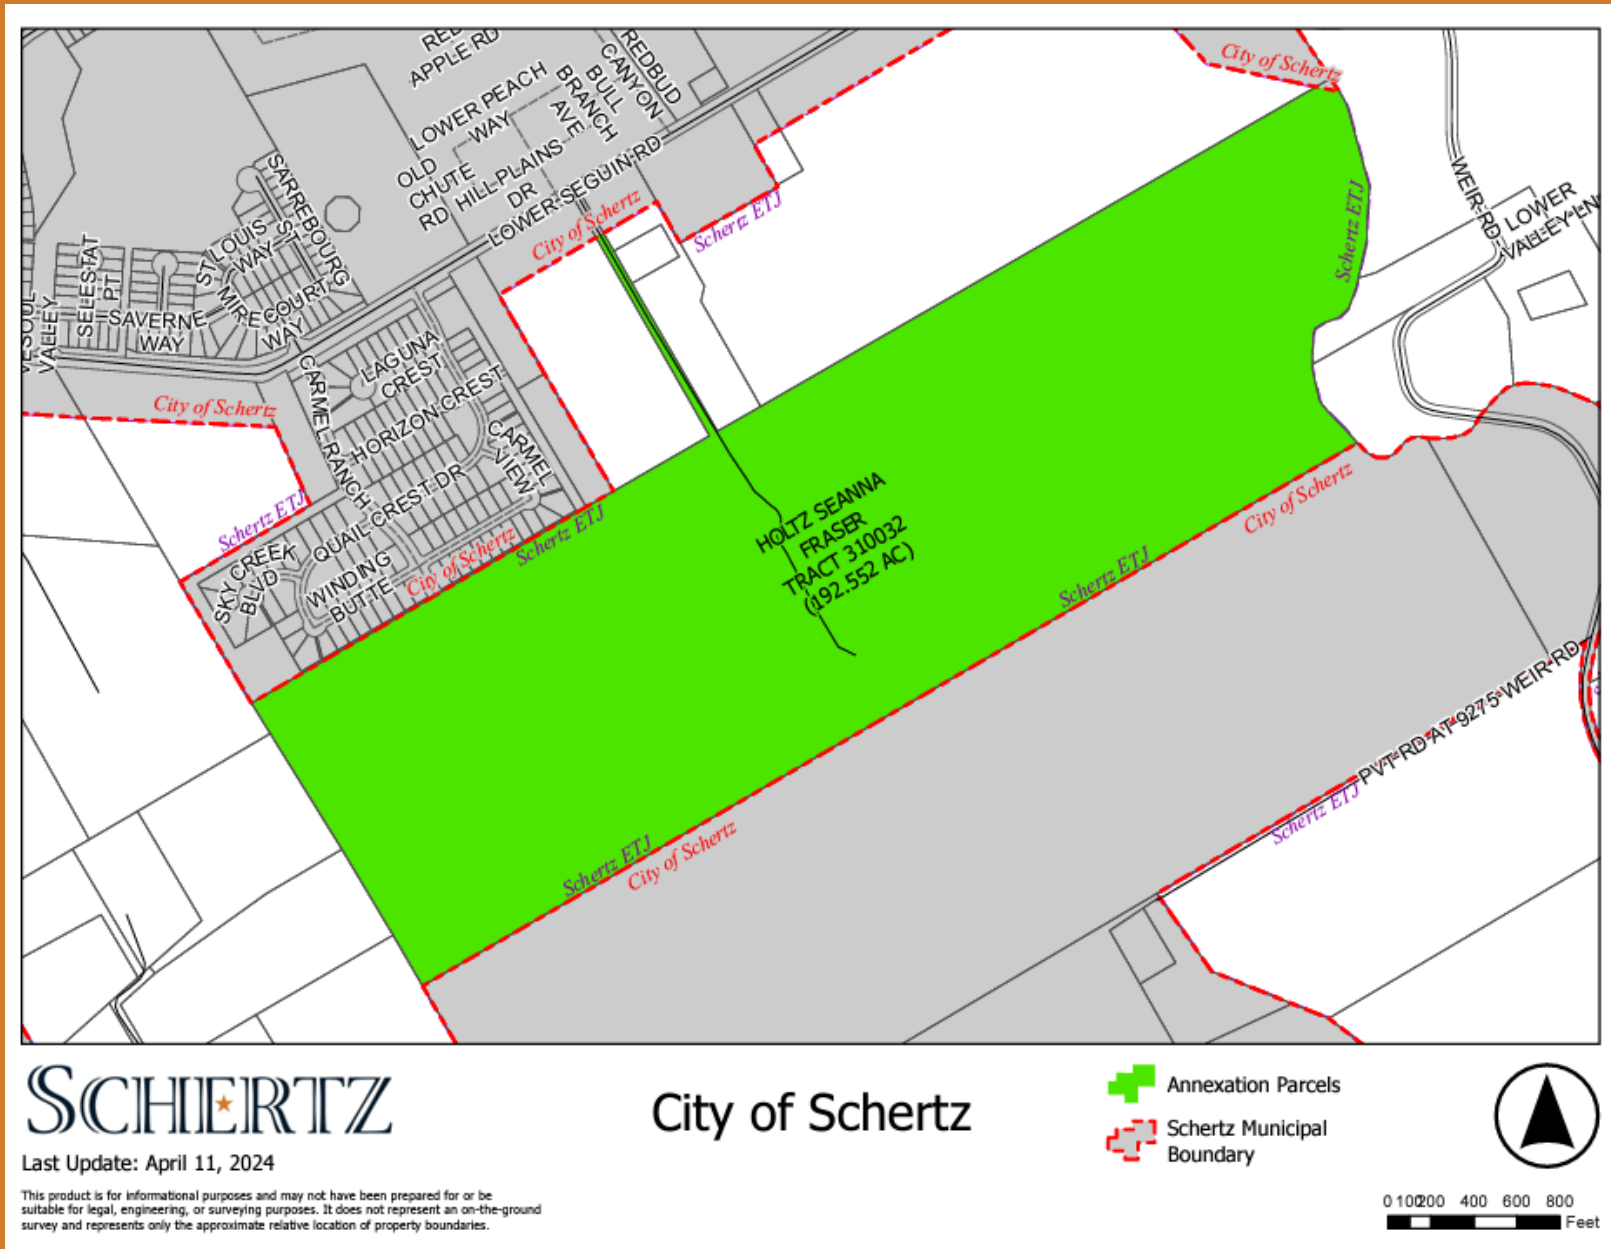 RED
APPLE RD
LOWER PEACH
WAY
BRANCH
AVE
BULL
CANYON
REDBUD
OLD
CHUTE
RD
HILL PLAINS
DR
LOWER SEGUIN RD
City of Schertz
City of Schertz
Schertz ETJ
Schertz ETJ
WEIR RD
LOWER
VALLEY LN
SARREBOURG
ST
ST LOUIS
WAY
MIRECOURT
WAY
SELESTAT
PT
SAVERNE
WAY
VALLEY
City of Schertz
CARMEL RANCH
LAGUNA
CREST
HORIZON CREST
CARMEL
VIEW
QUAIL CREST DR
Schertz ETJ
SKY CREEK
BLVD
WINDING
BUTTE
City of Schertz
Schertz ETJ
HOLTZ SEANNA
FRASER
TRACT 310032
(192.552 AC)
City of Schertz
Schertz ETJ
Schertz ETJ
City of Schertz
PVT RD AT 9275 WEIR RD
Schertz ETJ
SCHERTZ
Last Update: April 11, 2024
This product is for informational purposes and may not have been prepared for or be
suitable for legal, engineering, or surveying purposes. It does not represent an on-the-ground
survey and represents only the approximate relative location of property boundaries.
City of Schertz
Annexation Parcels
Schertz Municipal
Boundary
0 100 200 400 600 800
Feet